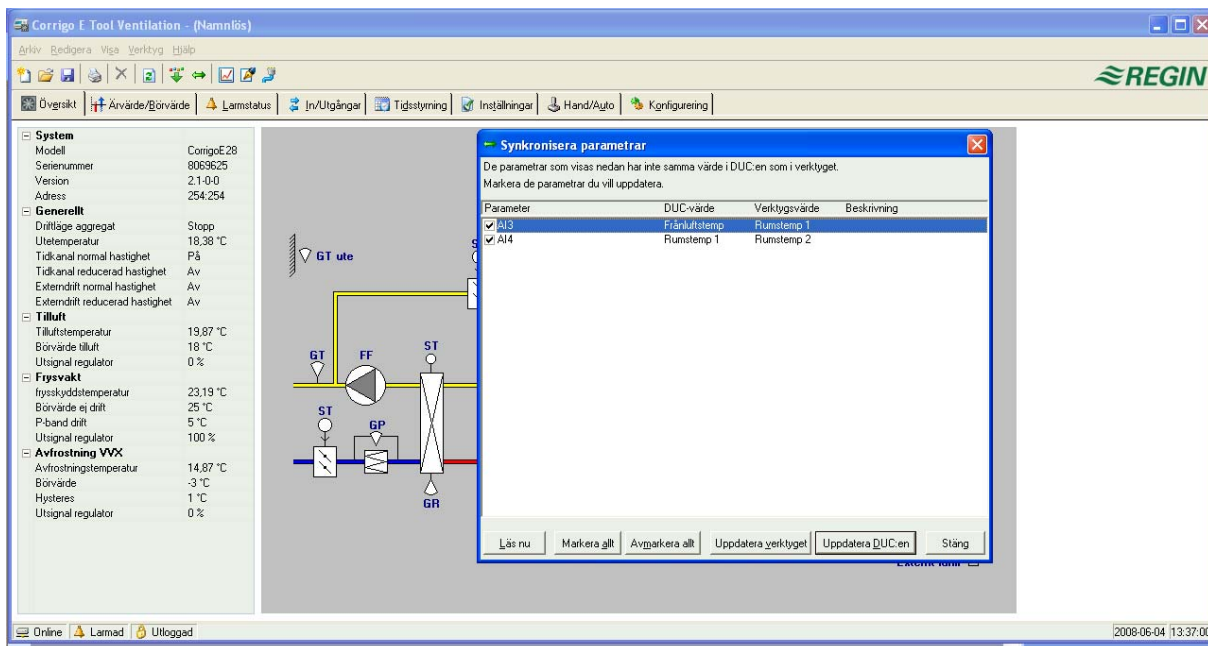 Corrigo E Tool Ventilation - (Namnlös)
Arkiv Redigera Visa Verktyg Hjälp
REGIN
Översikt Ärvärde/Börvärde Larmstatus In/Utgångar Tidsstyrning Inställningar Hand/Auto Konfigurering
System
Modell CorrigoE28
Serienummer 8069625
Version 2.1-0-0
Adress 254:254
Generellt
Driftläge aggregat Stopp
Utetemperatur 18,38 °C
Tidkanal normal hastighet På
Tidkanal reducerad hastighet Av
Externdrift normal hastighet Av
Externdrift reducerad hastighet Av
Tilluft
Tilluftstemperatur 19,87 °C
Börvärde tilluft 18 °C
Utsignal regulator 0 %
Frysvakt
frysskyddstemperatur 23,19 °C
Börvärde ej drift 25 °C
P-band drift 5 °C
Utsignal regulator 100 %
Avfrostning VVX
Avfrostningstemperatur 14,87 °C
Börvärde -3 °C
Hysteres 1 °C
Utsignal regulator 0 %
GT ute
GT FF ST
ST GP
GR
Synkronisera parametrar
De parametrar som visas nedan har inte samma värde i DUC:en som i verktyget.
Markera de parametrar du vill uppdatera.
Parameter DUC-värde Verktygsvärde Beskrivning
AI3 Frånluftstemp Rumstemp 1
AI4 Rumstemp 1 Rumstemp 2
Läs nu Markera allt Avmarkera allt Uppdatera verktyget Uppdatera DUC:en Stäng
Online Larmad Utloggad 2008-06-04 13:37:00